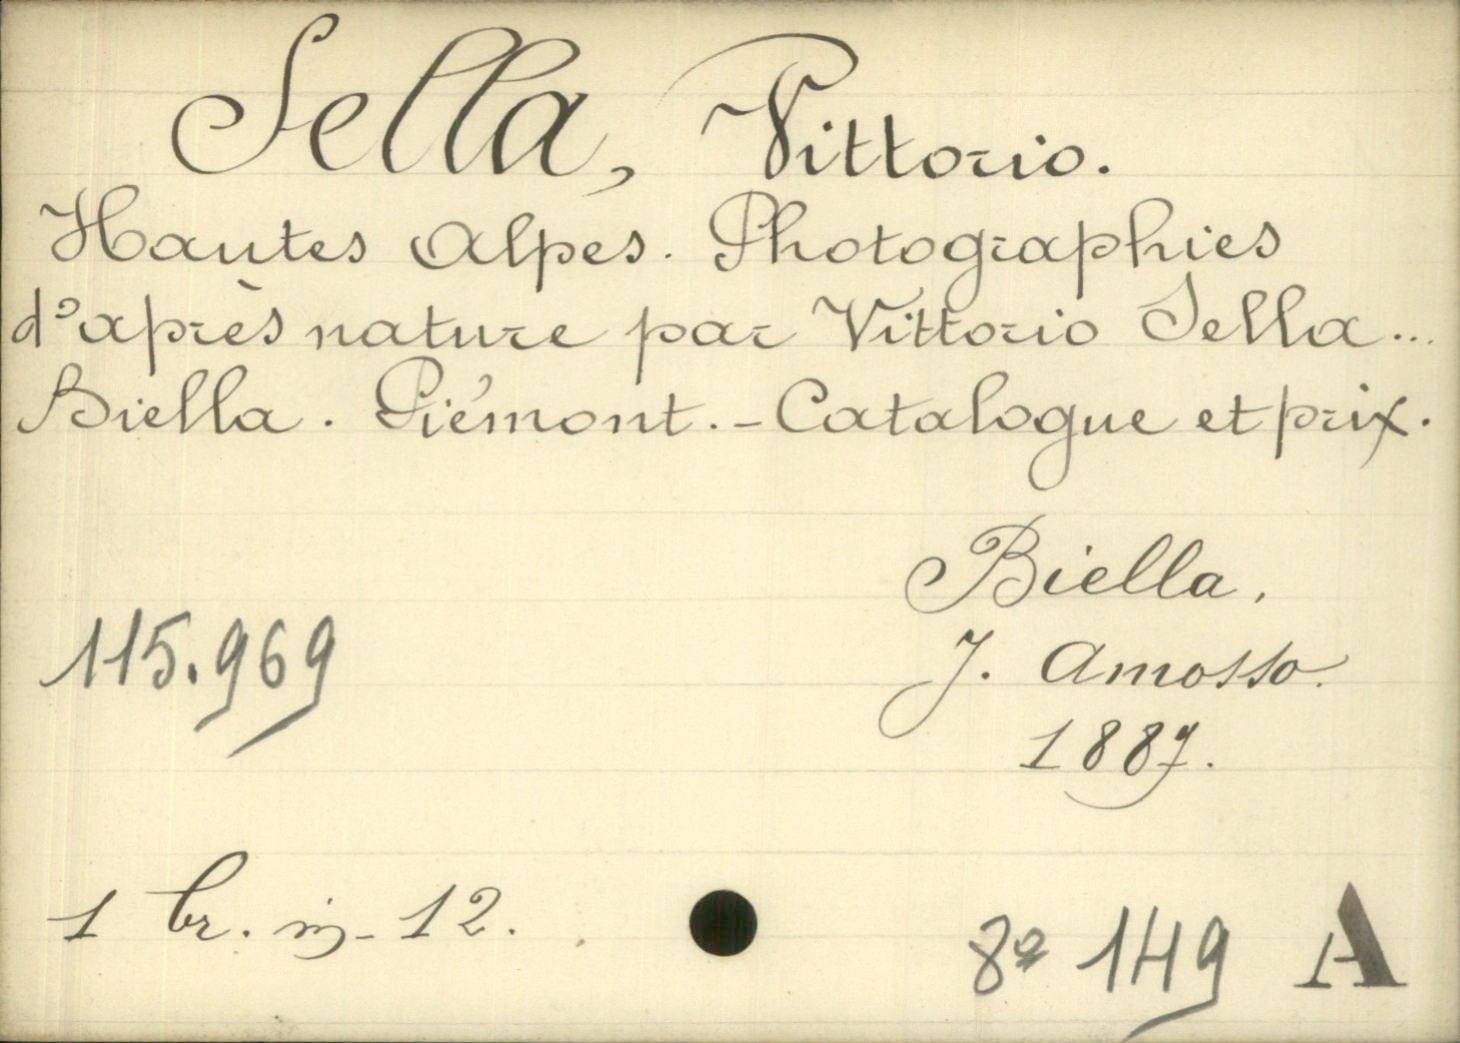 Sella, Vittorio.
Hautes Alpes. Photographies
d'après nature par Vittorio Sella...
Biella. Piémont. - Catalogue et prix.
Biella,
J. Amosso.
1887.
115.969
1 br. in-12.
8º 149 A